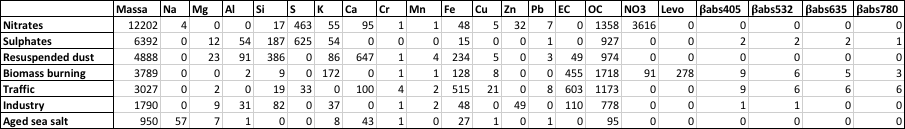 Massa Na Mg Al Si S K Ca Cr Mn Fe Cu Zn Pb EC OC NO3 Levo βabs405 βabs532 βabs635 βabs780
Nitrates 12202 4 0 0 17 463 55 95 1 1 48 5 32 7 0 1358 3616 0 0 0 0 0
Sulphates 6392 0 12 54 187 625 54 0 0 0 15 0 0 1 0 927 0 0 2 2 2 1
Resuspended dust 4888 0 23 91 386 0 86 647 1 4 234 5 0 3 49 974 0 0 0 0 0 0
Biomass burning 3789 0 0 2 9 0 172 0 1 1 128 8 0 0 455 1718 91 278 9 6 5 3
Traffic 3027 0 2 0 19 33 0 100 4 2 515 21 0 8 603 1173 0 0 9 6 6 6
Industry 1790 0 9 31 82 0 37 0 1 2 48 0 49 0 110 778 0 0 1 1 0 0
Aged sea salt 950 57 7 1 0 0 8 43 1 0 27 1 0 1 0 95 0 0 0 0 0 0